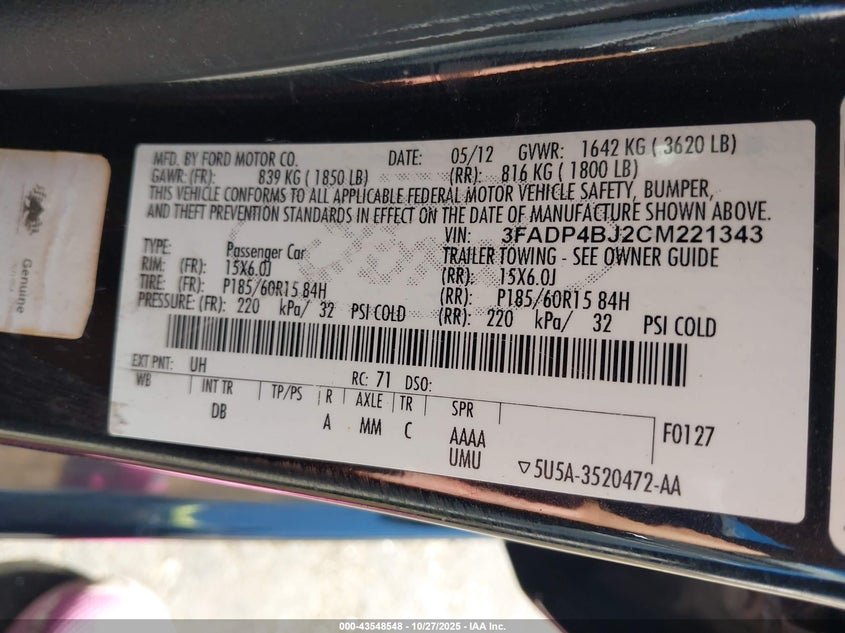 MFD. BY FORD MOTOR CO. DATE: 05/12 GVWR: 1642 KG ( 3620 LB)
GAWR: (FR): 839 KG ( 1850 LB) (RR): 816 KG ( 1800 LB)
THIS VEHICLE CONFORMS TO ALL APPLICABLE FEDERAL MOTOR VEHICLE SAFETY, BUMPER,
AND THEFT PREVENTION STANDARDS IN EFFECT ON THE DATE OF MANUFACTURE SHOWN ABOVE.
VIN: 3FADP4BJ2CM221343
TYPE: Passenger Car TRAILER TOWING - SEE OWNER GUIDE
RIM: (FR): 15X6.0J (RR): 15X6.0J
TIRE: (FR): P185/60R15 84H (RR): P185/60R15 84H
PRESSURE: (FR): 220 kPa/ 32 PSI COLD (RR): 220 kPa/ 32 PSI COLD
EXT PNT: UH RC: 71 DSO:
WB INT TR TP/PS R AXLE TR SPR
DB A MM C AAAA F0127
UMU ▽5U5A-3520472-AA
Genuine
000-43548548 | 10/27/2025 - IAA Inc.